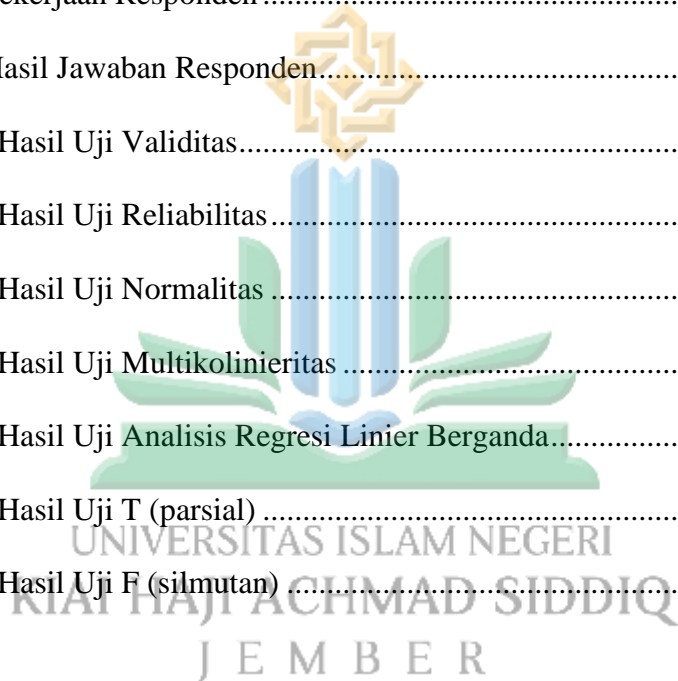 Responden ........................................................
Hasil Jawaban Responden........................................................
Hasil Uji Validitas........................................................
Hasil Uji Reliabilitas ........................................................
Hasil Uji Normalitas ........................................................
Hasil Uji Multikolinieritas ........................................................
Hasil Uji Analisis Regresi Linier Berganda................
Hasil Uji T (parsial) ........................................................
UNIVERSITAS ISLAM NEGERI
Hasil Uji F (silmutan) ........................................................
KIAI HAJI ACHMAD SIDDIQ
JEMBER